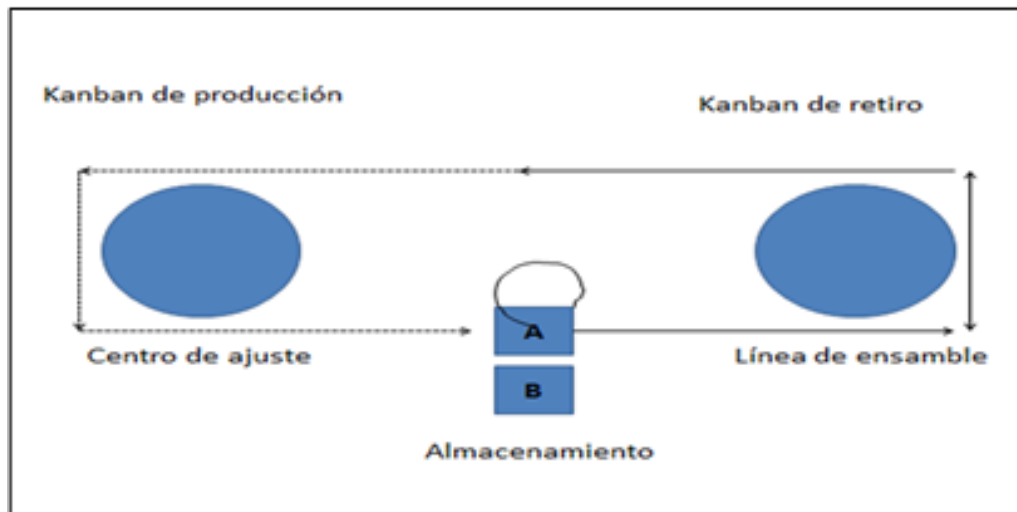 Kanban de producción
Kanban de retiro
A
Centro de ajuste
Línea de ensamble
B
Almacenamiento